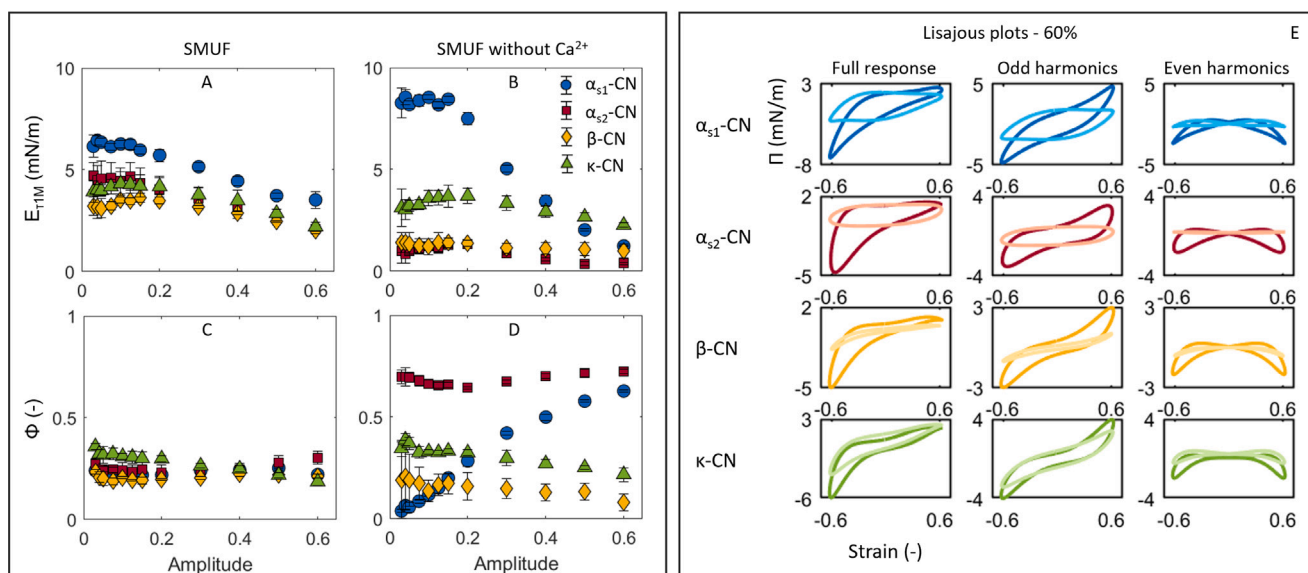 SMUF
SMUF without Ca²⁺
A
B
10
5
0
E_T1M (mN/m)
0 0.2 0.4 0.6
10
5
0
0 0.2 0.4 0.6
α_s1-CN
α_s2-CN
β-CN
κ-CN
C
D
1
0.5
0
Φ (-)
0 0.2 0.4 0.6
Amplitude
1
0.5
0
0 0.2 0.4 0.6
Amplitude
Lisajous plots - 60%
E
Full response
Odd harmonics
Even harmonics
Π (mN/m)
α_s1-CN
3
-8
-0.6 0.6
5
-5
-0.6 0.6
5
-5
-0.6 0.6
α_s2-CN
2
-5
-0.6 0.6
4
-4
-0.6 0.6
4
-4
-0.6 0.6
β-CN
2
-5
-0.6 0.6
3
-3
-0.6 0.6
3
-3
-0.6 0.6
κ-CN
3
-6
-0.6 0.6
4
-4
-0.6 0.6
4
-4
-0.6 0.6
Strain (-)